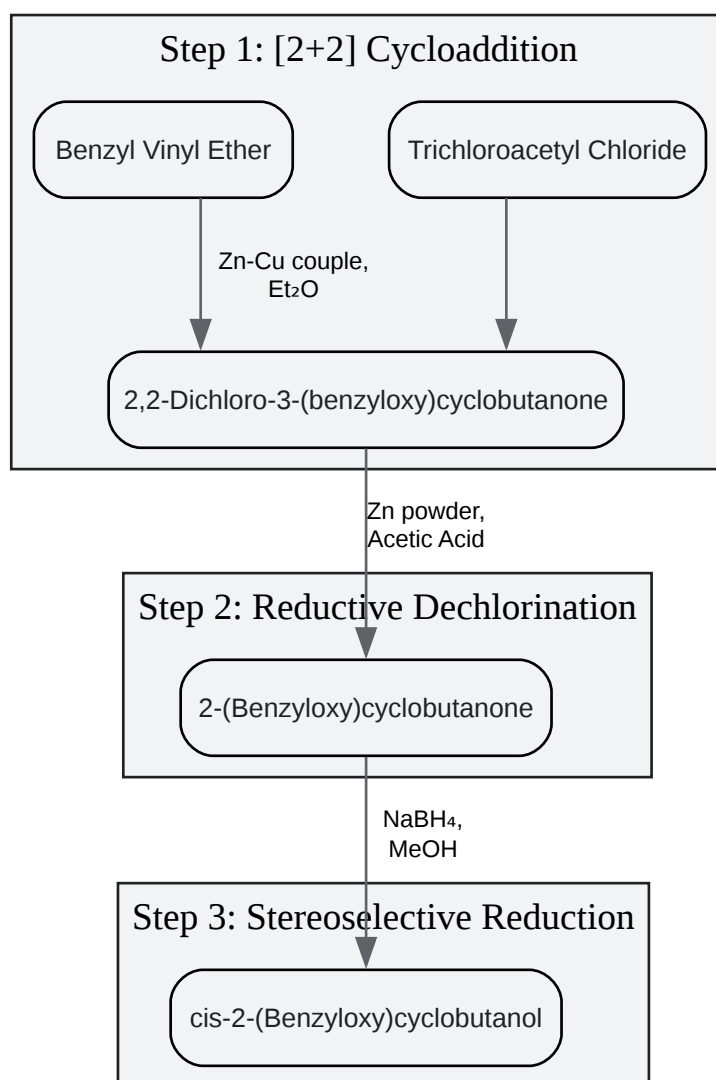 Step 1: [2+2] Cycloaddition
Benzyl Vinyl Ether
Trichloroacetyl Chloride
Zn-Cu couple,
Et₂O
2,2-Dichloro-3-(benzyloxy)cyclobutanone
Zn powder,
Acetic Acid
Step 2: Reductive Dechlorination
2-(Benzyloxy)cyclobutanone
NaBH₄,
MeOH
Step 3: Stereoselective Reduction
cis-2-(Benzyloxy)cyclobutanol